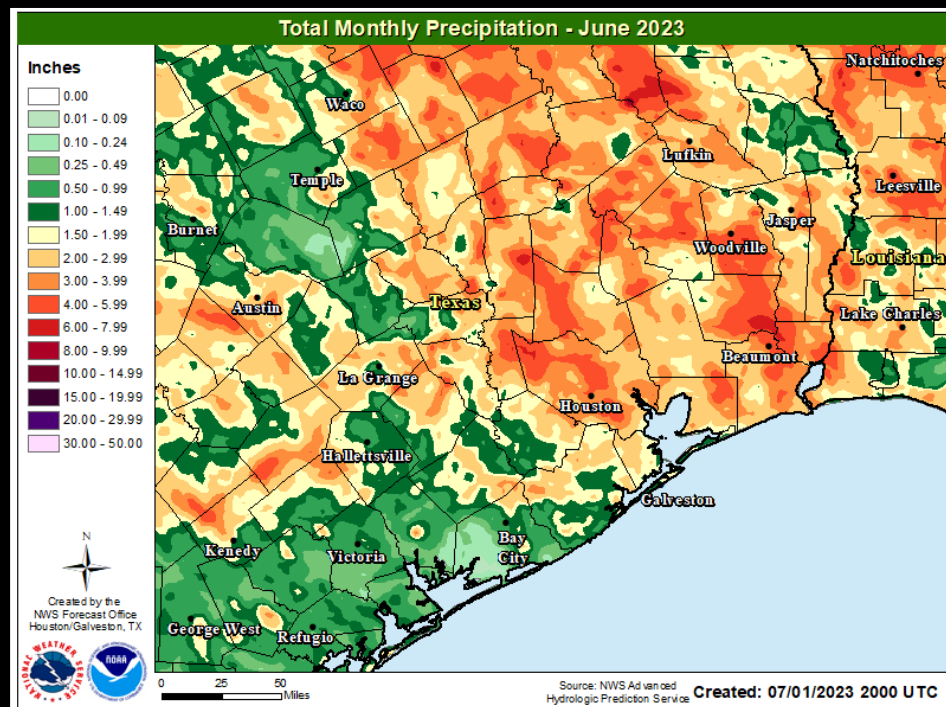 Total Monthly Precipitation - June 2023
Inches
0.00
0.01 - 0.09
0.10 - 0.24
0.25 - 0.49
0.50 - 0.99
1.00 - 1.49
1.50 - 1.99
2.00 - 2.99
3.00 - 3.99
4.00 - 5.99
6.00 - 7.99
8.00 - 9.99
10.00 - 14.99
15.00 - 19.99
20.00 - 29.99
30.00 - 50.00
N
Created by the
NWS Forecast Office
Houston/Galveston, TX
NATIONAL WEATHER SERVICE
NOAA
Natchitoches
Waco
Lufkin
Temple
Leesville
Burnet
Jasper
Woodville
Louisiana
Texas
Austin
Lake Charles
Beaumont
La Grange
Houston
Hallettsville
Galveston
Bay
City
Kenedy
Victoria
George West
Refugio
0 25 50
Miles
Source: NWS Advanced
Hydrologic Prediction Service
Created: 07/01/2023 2000 UTC